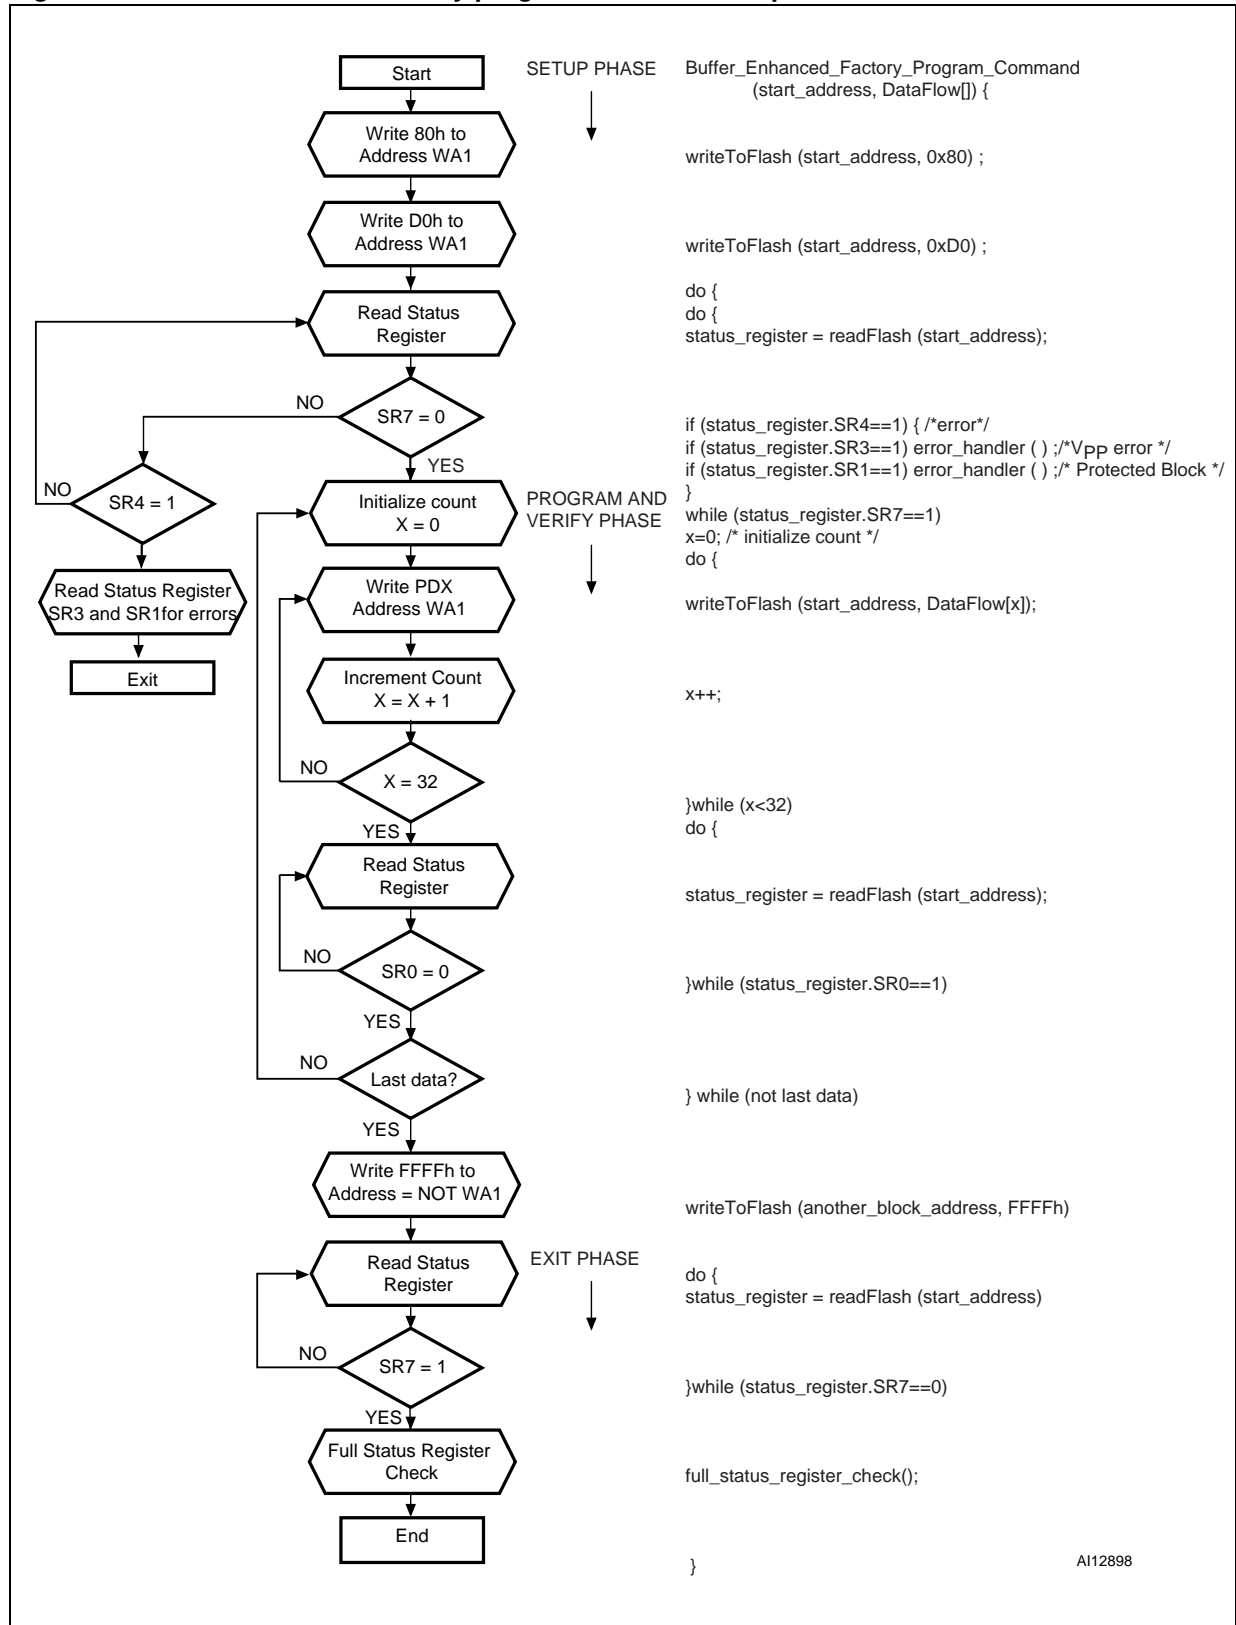 Start
SETUP PHASE
Buffer_Enhanced_Factory_Program_Command
(start_address, DataFlow[]) {
Write 80h to
Address WA1
writeToFlash (start_address, 0x80) ;
Write D0h to
Address WA1
writeToFlash (start_address, 0xD0) ;
do {
do {
Read Status
Register
status_register = readFlash (start_address);
NO
SR7 = 0
YES
if (status_register.SR4==1) { /*error*/
if (status_register.SR3==1) error_handler ( ) ;/*VPP error */
if (status_register.SR1==1) error_handler ( ) ;/* Protected Block */
}
while (status_register.SR7==1)
x=0; /* initialize count */
do {
NO
SR4 = 1
Initialize count
X = 0
PROGRAM AND
VERIFY PHASE
Read Status Register
SR3 and SR1for errors
Exit
Write PDX
Address WA1
writeToFlash (start_address, DataFlow[x]);
Increment Count
X = X + 1
x++;
NO
X = 32
YES
}while (x<32)
do {
Read Status
Register
status_register = readFlash (start_address);
NO
SR0 = 0
YES
}while (status_register.SR0==1)
NO
Last data?
YES
} while (not last data)
Write FFFFh to
Address = NOT WA1
writeToFlash (another_block_address, FFFFh)
Read Status
Register
EXIT PHASE
do {
status_register = readFlash (start_address)
NO
SR7 = 1
YES
}while (status_register.SR7==0)
Full Status Register
Check
full_status_register_check();
End
}
AI12898